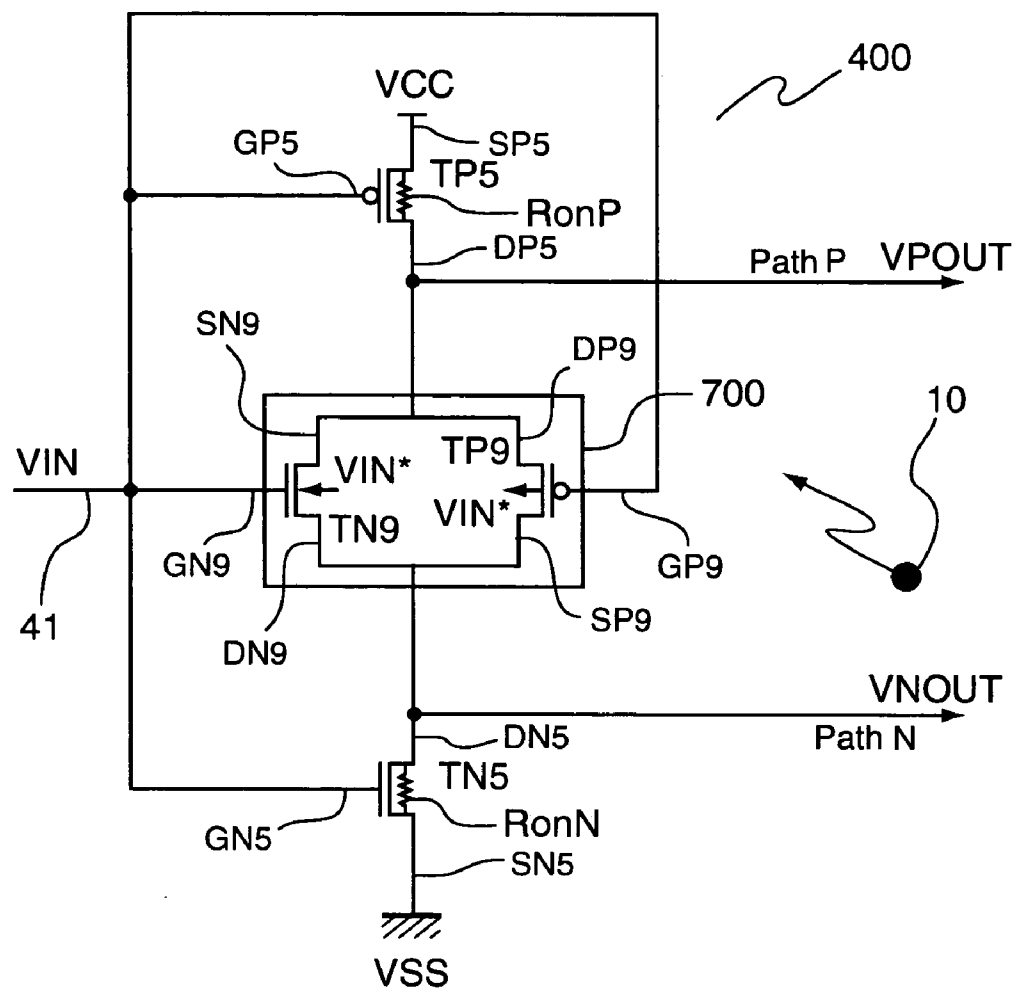 400
VCC
SP5
GP5
TP5
RonP
DP5
Path P
VPOUT
SN9
DP9
700
10
VIN
VIN*
TP9
VIN*
TN9
GN9
GP9
41
SP9
DN9
VNOUT
Path N
DN5
TN5
GN5
RonN
SN5
VSS